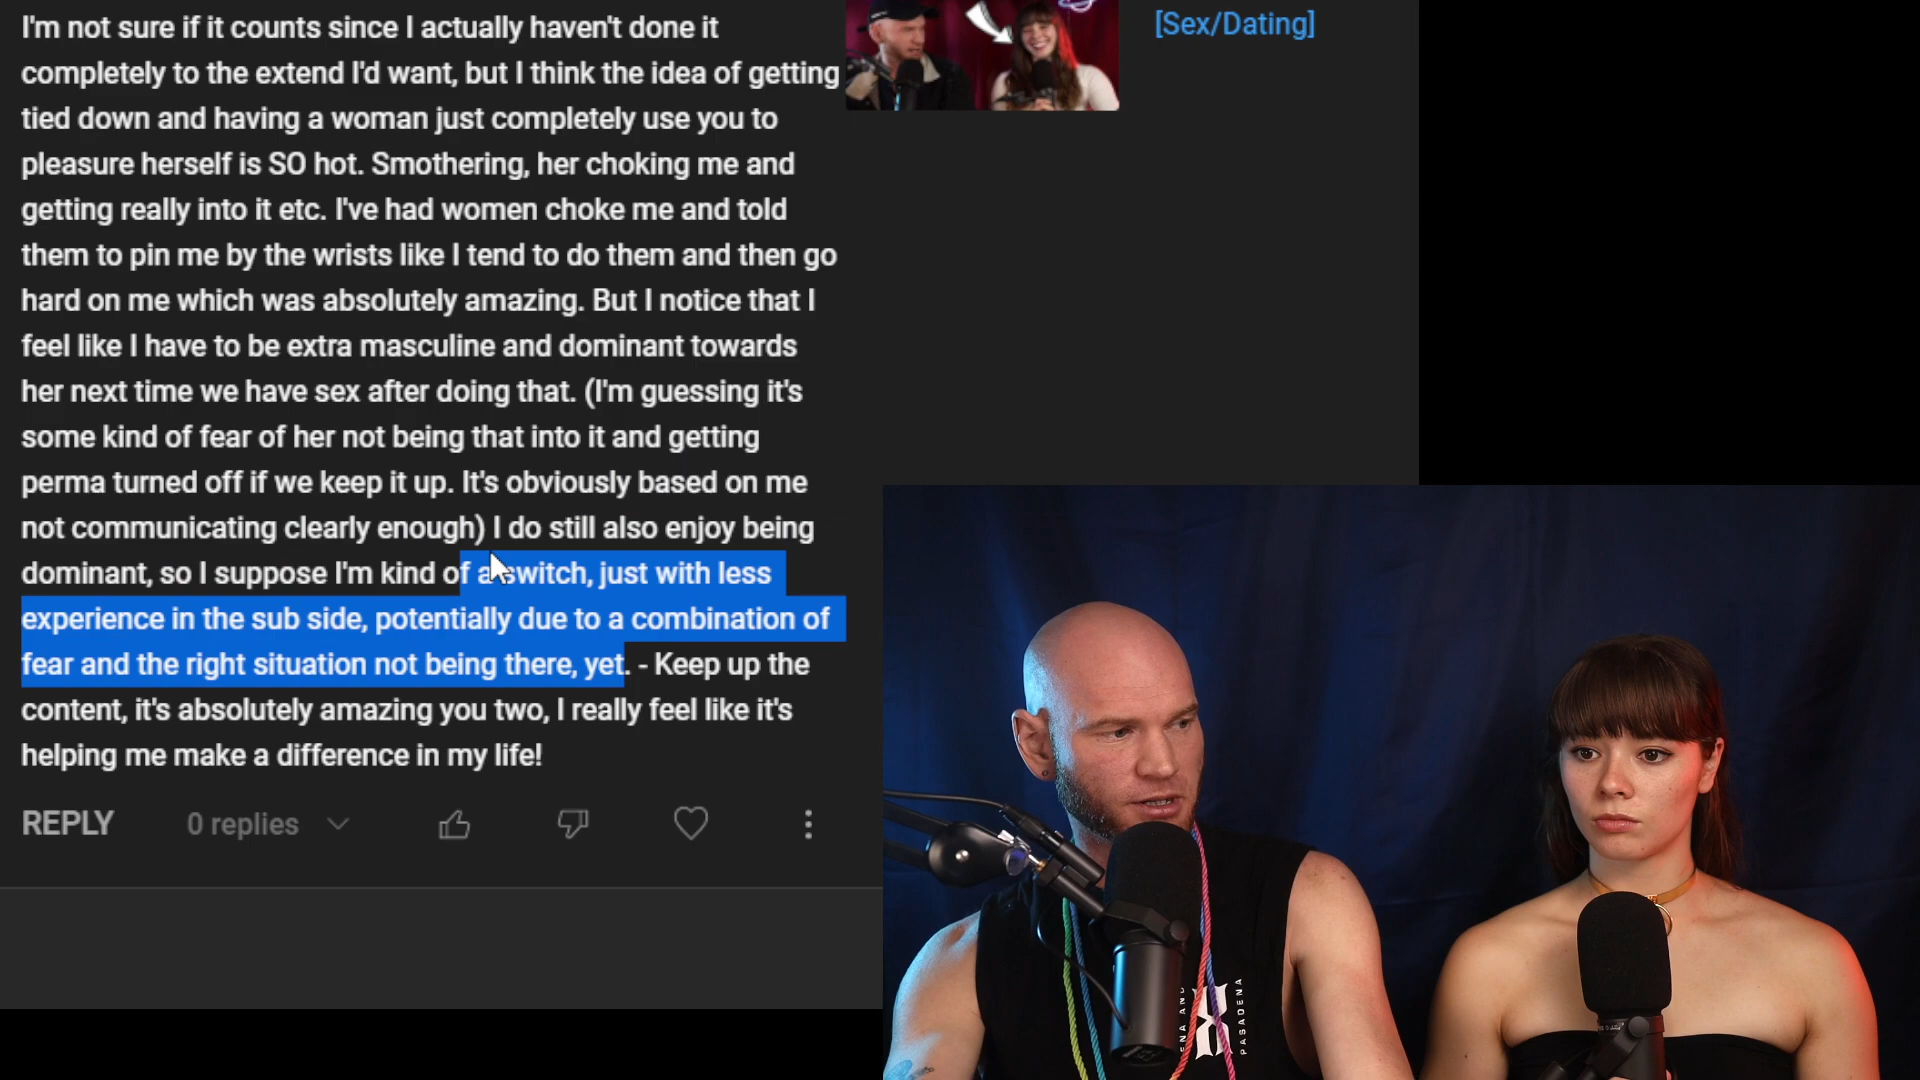 I'm not sure if it counts since I actually haven't done it
completely to the extend I'd want, but I think the idea of getting
tied down and having a woman just completely use you to
pleasure herself is SO hot. Smothering, her choking me and
getting really into it etc. I've had women choke me and told
them to pin me by the wrists like I tend to do them and then go
hard on me which was absolutely amazing. But I notice that I
feel like I have to be extra masculine and dominant towards
her next time we have sex after doing that. (I'm guessing it's
some kind of fear of her not being that into it and getting
perma turned off if we keep it up. It's obviously based on me
not communicating clearly enough) I do still also enjoy being
dominant, so I suppose I'm kind of a switch, just with less
experience in the sub side, potentially due to a combination of
fear and the right situation not being there, yet. - Keep up the
content, it's absolutely amazing you two, I really feel like it's
helping me make a difference in my life!
REPLY 0 replies
[Sex/Dating]
PASADENA